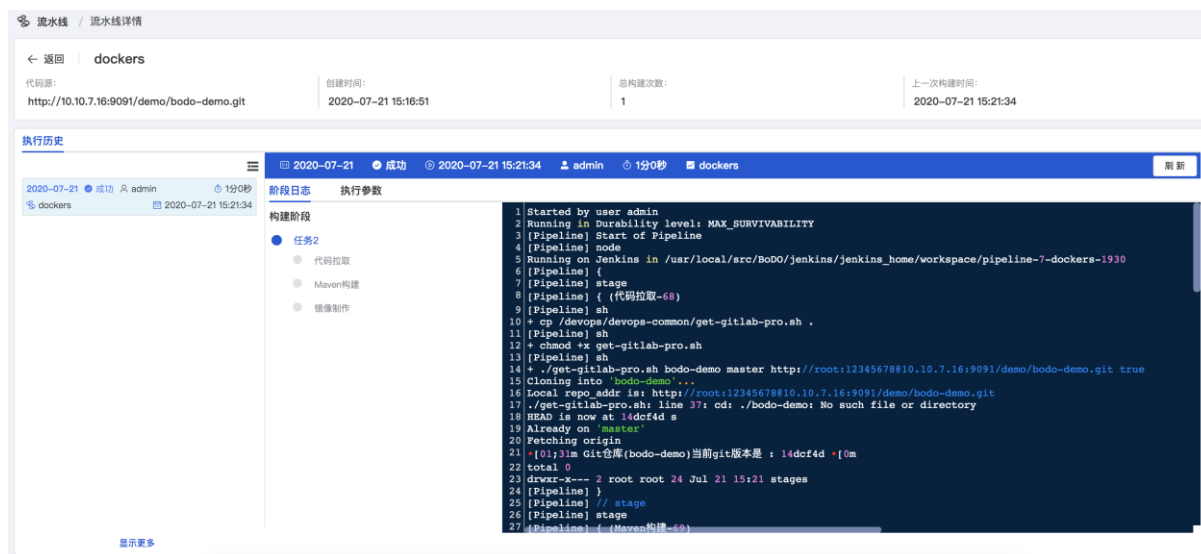 流水线 / 流水线详情
← 返回 dockers
代码源: 创建时间: 总构建次数: 上一次构建时间:
http://10.10.7.16:9091/demo/bodo-demo.git 2020-07-21 15:16:51 1 2020-07-21 15:21:34
执行历史
2020-07-21 成功 2020-07-21 15:21:34 admin 1分0秒 dockers 刷新
2020-07-21 成功 admin 1分0秒
dockers 2020-07-21 15:21:34
显示更多
阶段日志 执行参数
构建阶段
任务2
代码拉取
Maven构建
镜像制作
1 Started by user admin
2 Running in Durability level: MAX_SURVIVABILITY
3 [Pipeline] Start of Pipeline
4 [Pipeline] node
5 Running on Jenkins in /usr/local/src/BoDO/jenkins/jenkins_home/workspace/pipeline-7-dockers-1930
6 [Pipeline] {
7 [Pipeline] stage
8 [Pipeline] { (代码拉取-68)
9 [Pipeline] sh
10 + cp /devops/devops-common/get-gitlab-pro.sh .
11 [Pipeline] sh
12 + chmod +x get-gitlab-pro.sh
13 [Pipeline] sh
14 + ./get-gitlab-pro.sh bodo-demo master http://root:12345678@10.10.7.16:9091/demo/bodo-demo.git true
15 Cloning into 'bodo-demo'...
16 Local repo_addr is: http://root:12345678@10.10.7.16:9091/demo/bodo-demo.git
17 ./get-gitlab-pro.sh: line 37: cd: ./bodo-demo: No such file or directory
18 HEAD is now at 14dcf4d s
19 Already on 'master'
20 Fetching origin
21 •[01;31m Git仓库(bodo-demo)当前git版本是 : 14dcf4d •[0m
22 total 0
23 drwxr-x--- 2 root root 24 Jul 21 15:21 stages
24 [Pipeline] }
25 [Pipeline] // stage
26 [Pipeline] stage
27 [Pipeline] { (Maven构建-69)